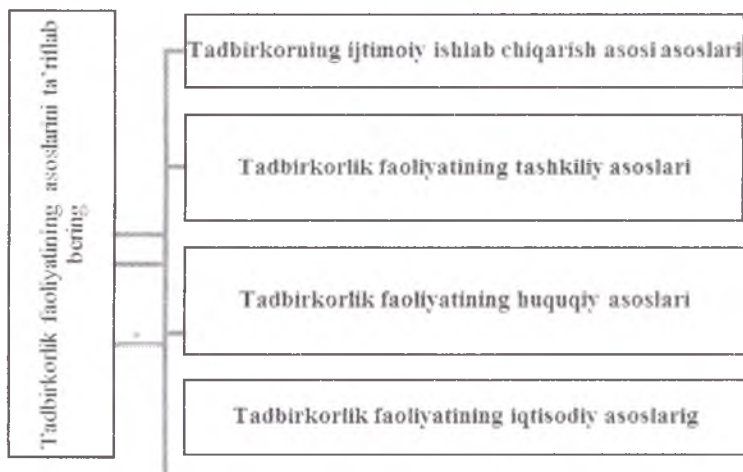 Tadbirkorlik faoliyatining asoslarini ta`riflab
bering
Tadbirkorning ijtimoiy ishlab chiqarish asosi asoslari
Tadbirkorlik faoliyatining tashkiliy asoslari
Tadbirkorlik faoliyatining huquqiy asoslari
Tadbirkorlik faoliyatining iqtisodiy asoslarig